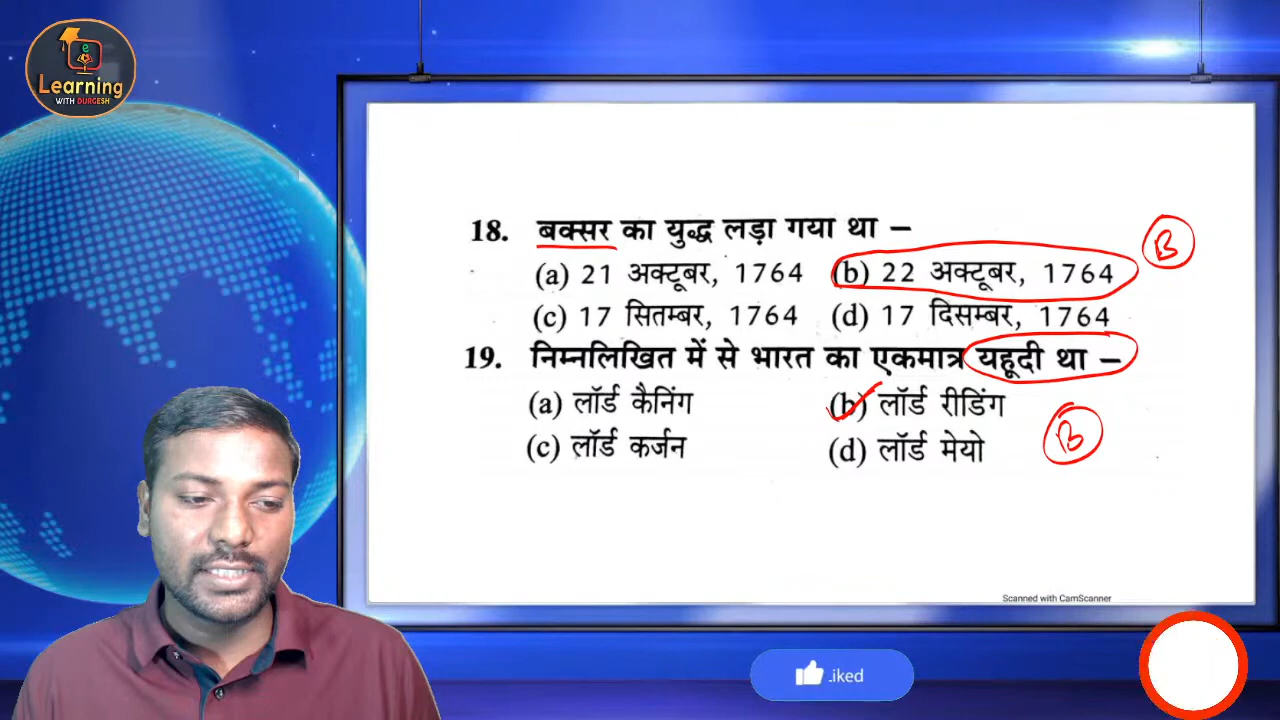 e
Learning
WITH DURGESH
18. बक्सर का युद्ध लड़ा गया था –
(a) 21 अक्टूबर, 1764 (b) 22 अक्टूबर, 1764
B
(c) 17 सितम्बर, 1764 (d) 17 दिसम्बर, 1764
19. निम्नलिखित में से भारत का एकमात्र यहूदी था –
(a) लॉर्ड कैनिंग (b) लॉर्ड रीडिंग
(c) लॉर्ड कर्जन (d) लॉर्ड मेयो
B
Scanned with CamScanner
Liked